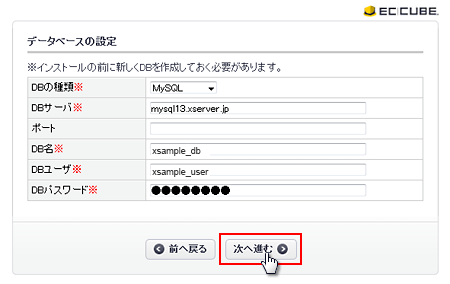 EC CUBE
データベースの設定
※インストールの前に新しくDBを作成しておく必要があります。
DBの種類※ MySQL
DBサーバ※ mysql13.xserver.jp
ポート
DB名※ xsample_db
DBユーザ※ xsample_user
DBパスワード※ ●●●●●●●●
前へ戻る 次へ進む